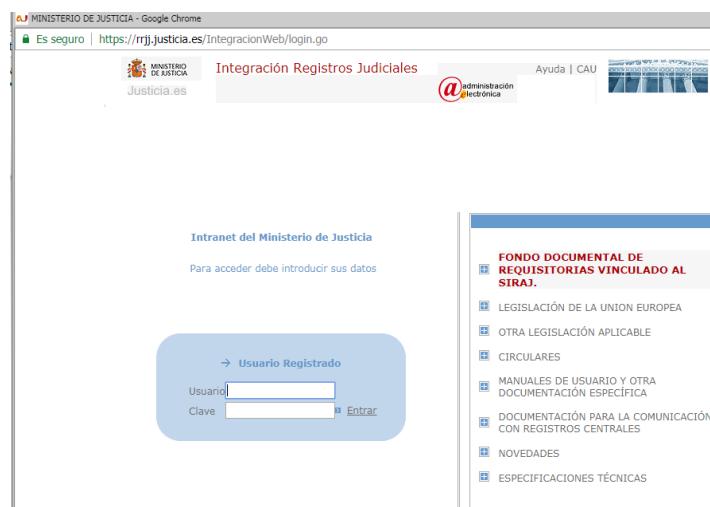 MINISTERIO DE JUSTICIA - Google Chrome
Es seguro | https://rrjj.justicia.es/IntegracionWeb/login.go
MINISTERIO
DE JUSTICIA
Justicia.es
Integración Registros Judiciales
administración
electrónica
Ayuda | CAU
Intranet del Ministerio de Justicia
Para acceder debe introducir sus datos
Usuario Registrado
Usuario
Clave
Entrar
FONDO DOCUMENTAL DE
REQUISITORIAS VINCULADO AL
SIRAJ.
LEGISLACIÓN DE LA UNION EUROPEA
OTRA LEGISLACIÓN APLICABLE
CIRCULARES
MANUALES DE USUARIO Y OTRA
DOCUMENTACIÓN ESPECÍFICA
DOCUMENTACIÓN PARA LA COMUNICACIÓN
CON REGISTROS CENTRALES
NOVEDADES
ESPECIFICACIONES TÉCNICAS